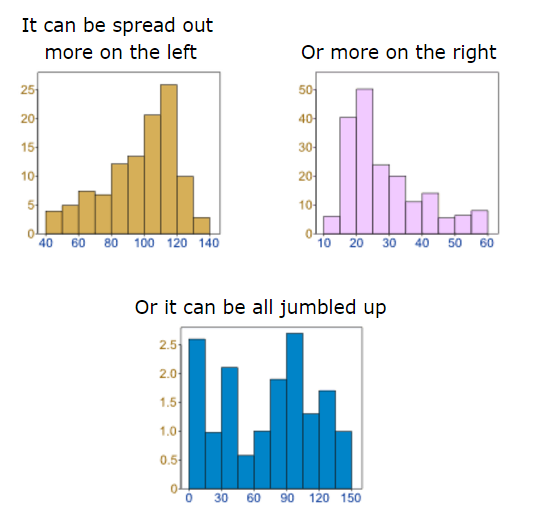 It can be spread out
more on the left
Or more on the right
25
20
15
10
5
0
40 60 80 100 120 140
50
40
30
20
10
0
10 20 30 40 50 60
Or it can be all jumbled up
2.5
2.0
1.5
1.0
0.5
0
0 30 60 90 120 150